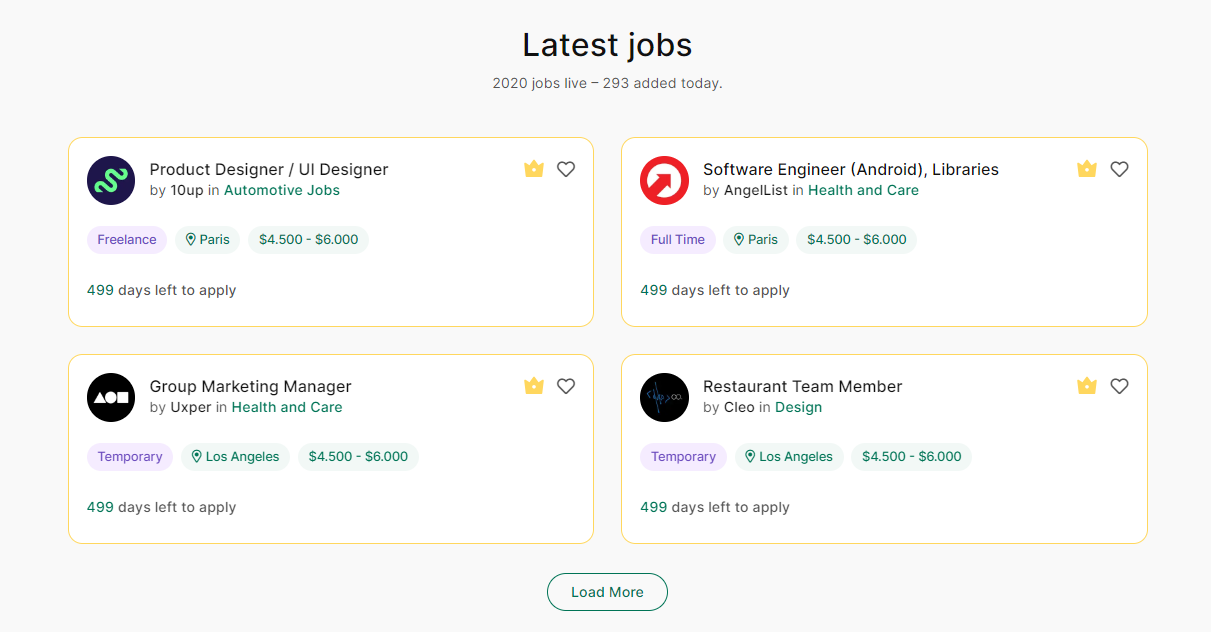 Latest jobs
2020 jobs live – 293 added today.
Product Designer / UI Designer
by 10up in Automotive Jobs
Freelance Paris $4.500 - $6.000
499 days left to apply
Software Engineer (Android), Libraries
by AngelList in Health and Care
Full Time Paris $4.500 - $6.000
499 days left to apply
Group Marketing Manager
by Uxper in Health and Care
Temporary Los Angeles $4.500 - $6.000
499 days left to apply
Restaurant Team Member
by Cleo in Design
Temporary Los Angeles $4.500 - $6.000
499 days left to apply
Load More